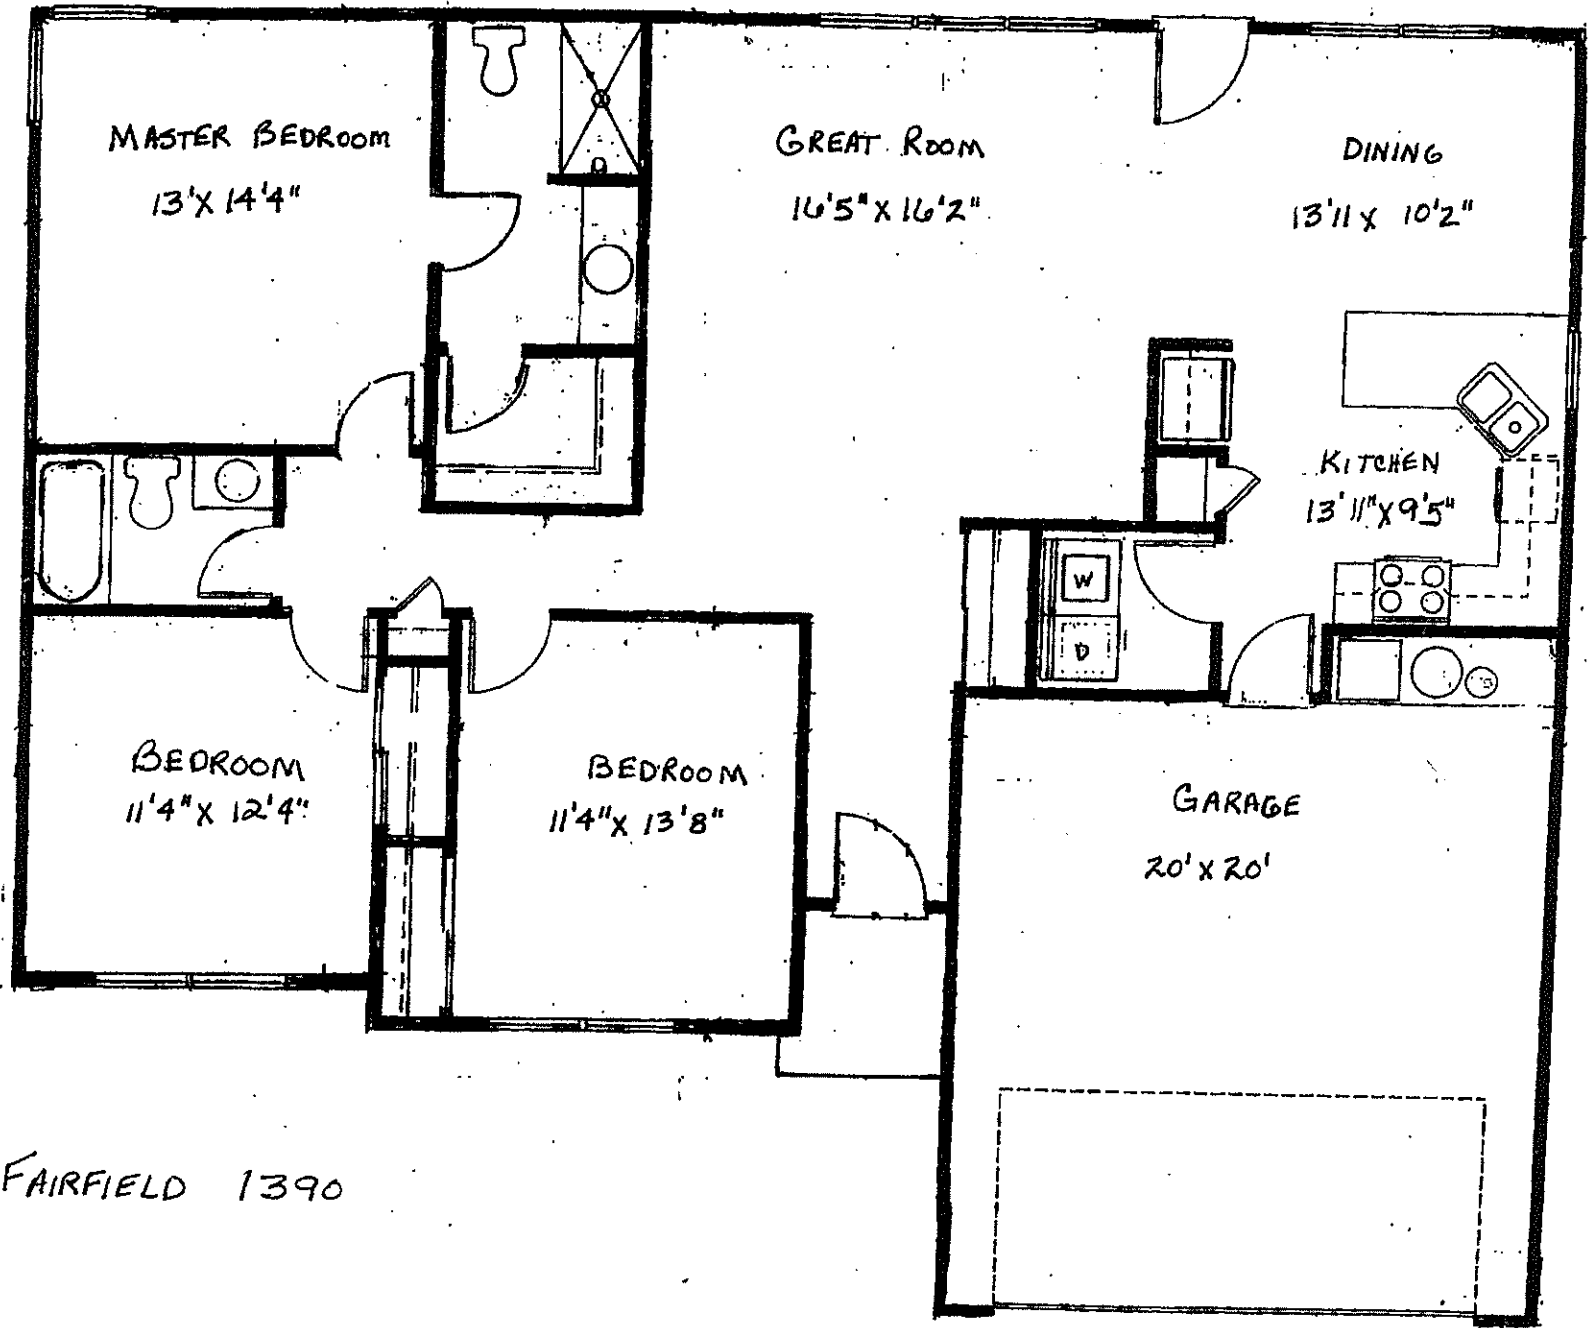 MASTER BEDROOM
13'X 14'4"
GREAT ROOM
16'5" X 16'2"
DINING
13'11 X 10'2"
KITCHEN
13'11" X 9'5"
W
D
BEDROOM
11'4" X 12'4"
BEDROOM
11'4" X 13'8"
GARAGE
20' X 20'
S
FAIRFIELD 1390